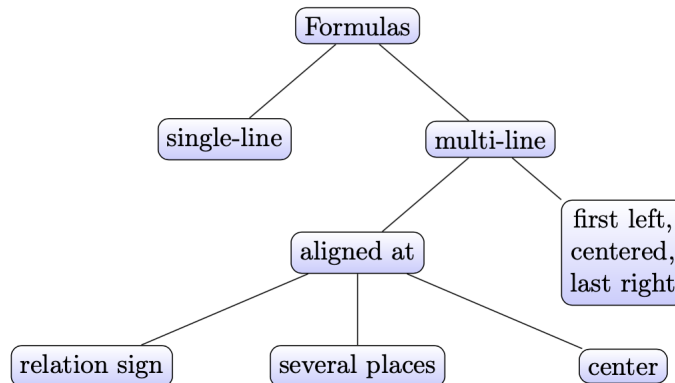 Formulas
single-line
multi-line
aligned at
first left,
centered,
last right
relation sign
several places
center